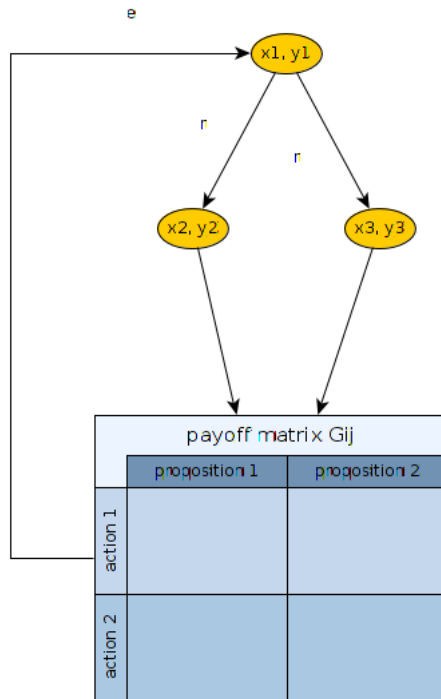 e
x1, y1
r
r
x2, y2
x3, y3
payoff matrix Gij
proposition 1
proposition 2
action 1
action 2